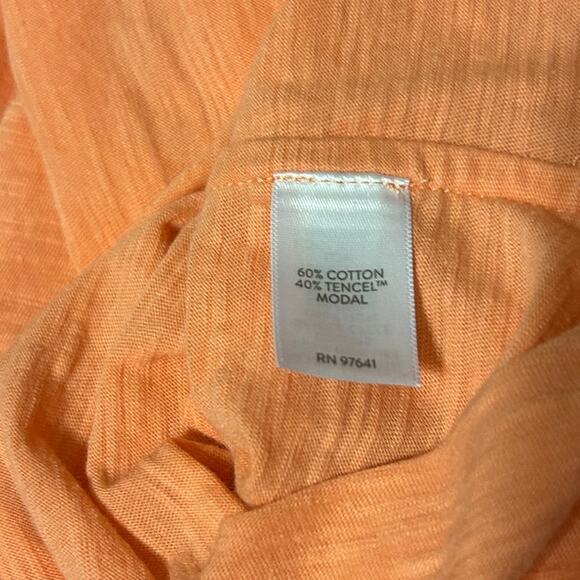 60% COTTON
40% TENCEL™
MODAL
RN 97641